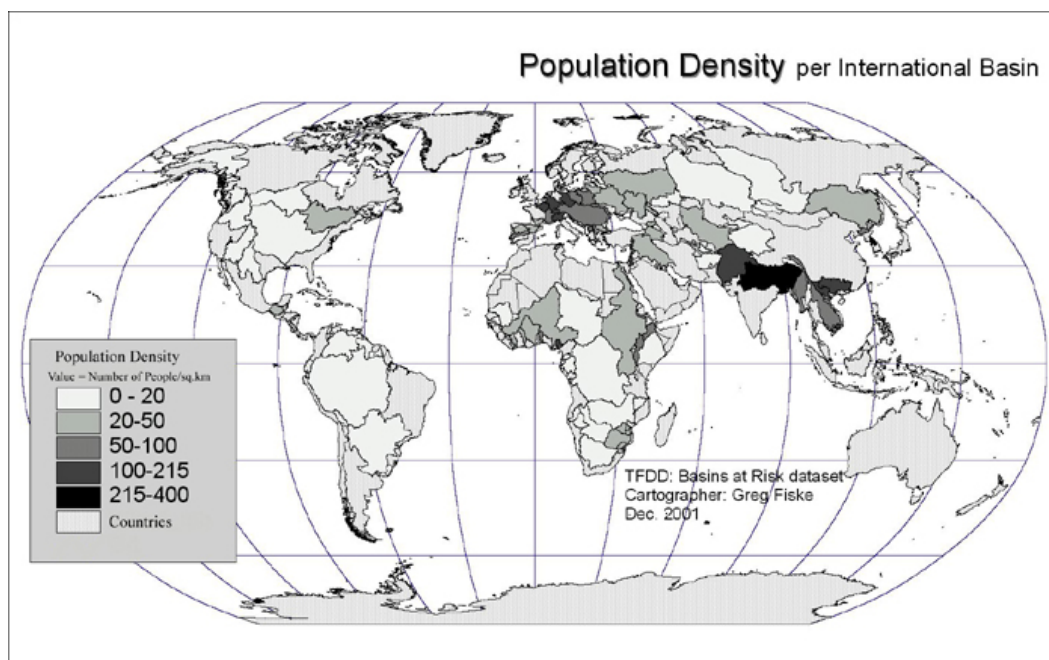 Population Density per International Basin
Population Density
Value = Number of People/sq.km
0 - 20
20-50
50-100
100-215
215-400
Countries
TFDD: Basins at Risk dataset
Cartographer: Greg Fiske
Dec. 2001